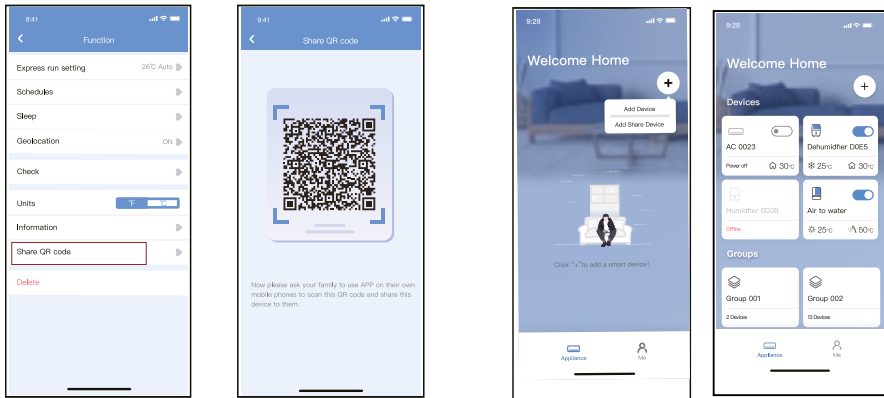 9:41
Function
Express run setting 26°C Auto
Schedules
Sleep
Geolocation ON
Check
Units °F °C
Information
Share QR code
Delete
9:41
Share QR code
Now please ask your family to use APP on their own
mobile phones to scan this QR code and share this
device to them.
9:28
Welcome Home
+
Add Device
Add Share Device
Click "+"to add a smart device!
Appliance Me
9:28
Welcome Home
+
Devices
AC 0023
Power off 30°C
Dehumidfier D0E5
25°C 30°C
Humidifier 0D38
Offline
Air to water
25°C 50°C
Groups
Group 001
2 Devices
Group 002
13 Devices
Appliance Me